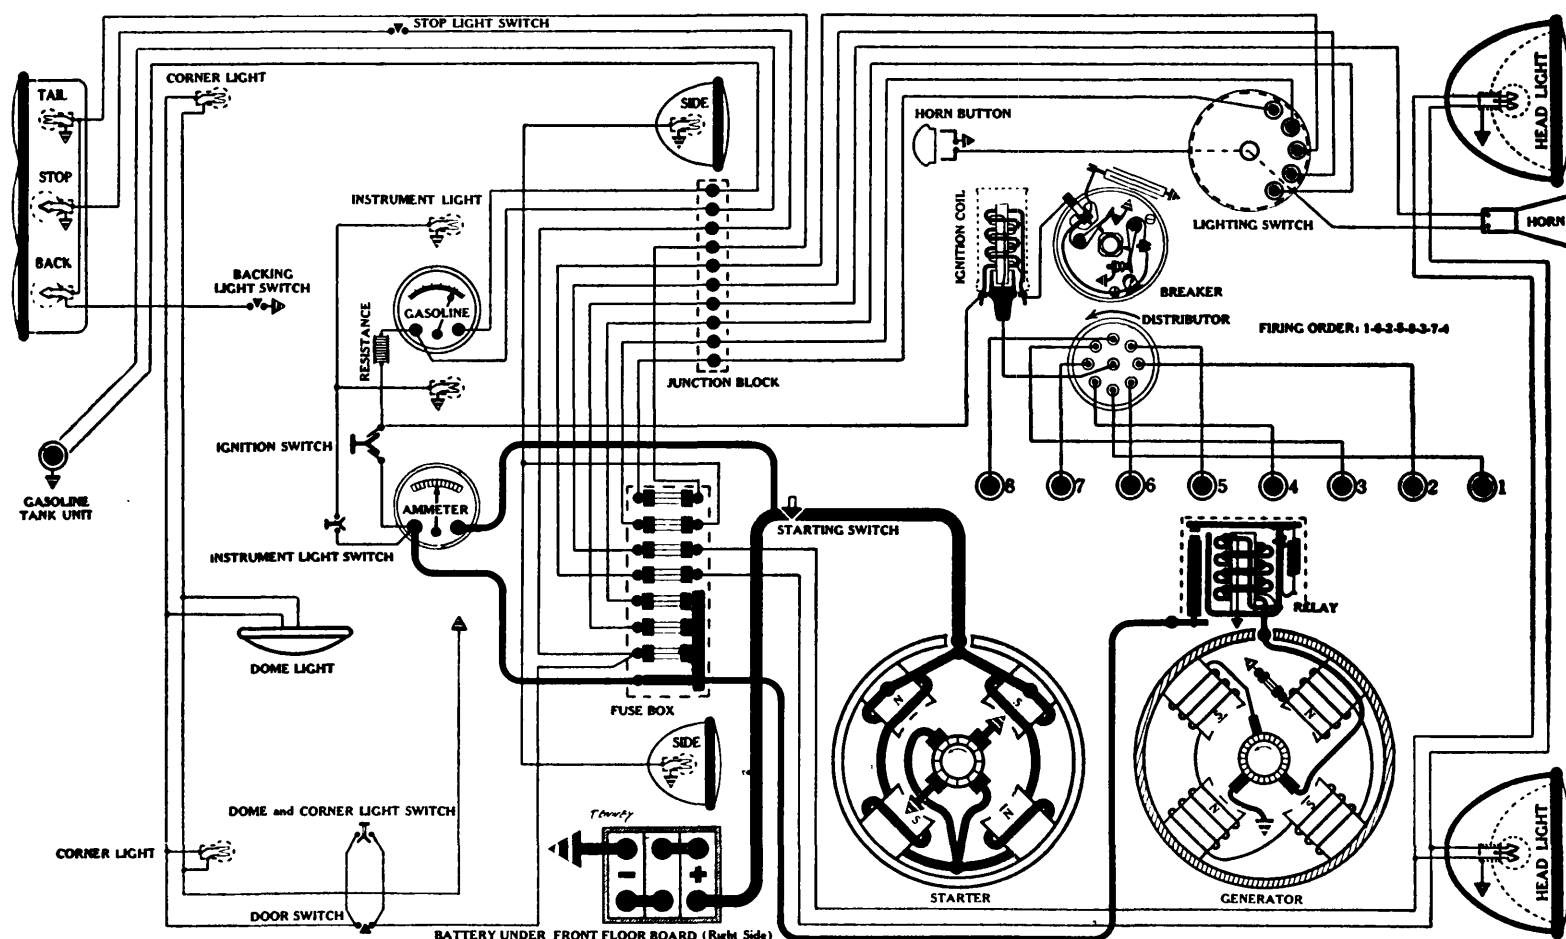 STOP LIGHT SWITCH
CORNER LIGHT
TAIL
SIDE
HEAD LIGHT
HORN BUTTON
STOP
INSTRUMENT LIGHT
IGNITION COIL
LIGHTING SWITCH
HORN
BACK
BACKING
LIGHT SWITCH
BREAKER
GASOLINE
DISTRIBUTOR
RESISTANCE
JUNCTION BLOCK
IGNITION SWITCH
8 7 6 5 4 3 2 1
GASOLINE
TANK UNIT
AMMETER
STARTING SWITCH
INSTRUMENT LIGHT SWITCH
RELAY
DOME LIGHT
N S
S N
FUSE BOX
SIDE
S N
N S
DOME and CORNER LIGHT SWITCH
CORNER LIGHT
- +
HEAD LIGHT
STARTER
GENERATOR
DOOR SWITCH
BATTERY UNDER FRONT FLOOR BOARD (Right Side)